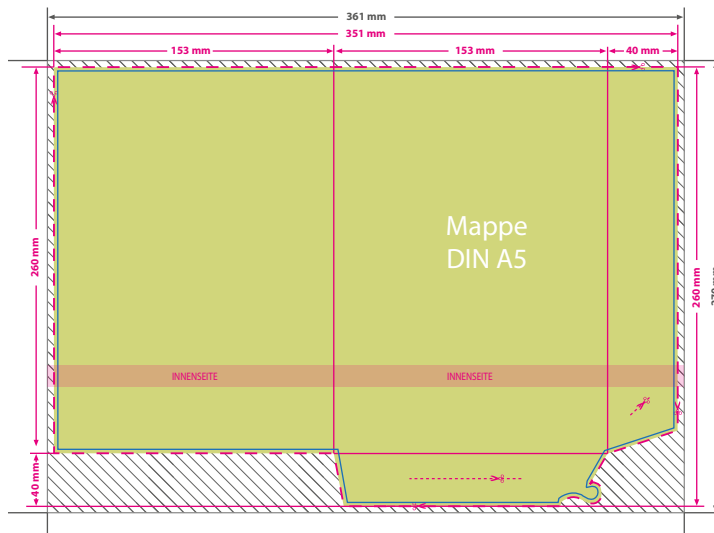 361 mm
351 mm
153 mm
153 mm
40 mm
260 mm
Mappe
DIN A5
260 mm
INNENSEITE
INNENSEITE
40 mm